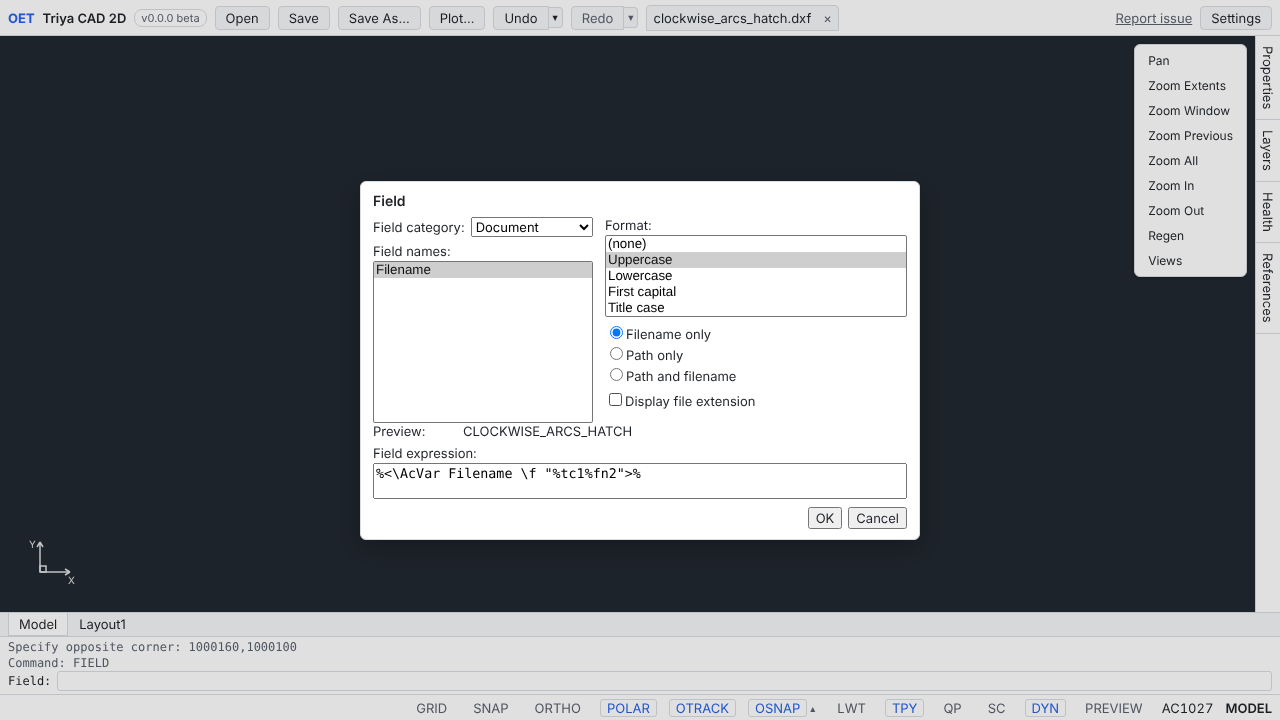 OET Triya CAD 2D v0.0.0 beta Open Save Save As... Plot... Undo ▾ Redo ▾ clockwise_arcs_hatch.dxf × Report issue Settings
Pan
Zoom Extents
Zoom Window
Zoom Previous
Zoom All
Zoom In
Zoom Out
Regen
Views
Properties
Layers
Health
References
Field
Field category: Document
Field names:
Filename
Format:
(none)
Uppercase
Lowercase
First capital
Title case
Filename only
Path only
Path and filename
Display file extension
Preview: CLOCKWISE_ARCS_HATCH
Field expression:
%<\AcVar Filename \f "%tc1%fn2">%
OK Cancel
Y
X
Model Layout1
Specify opposite corner: 1000160,1000100
Command: FIELD
Field:
GRID SNAP ORTHO POLAR OTRACK OSNAP ▴ LWT TPY QP SC DYN PREVIEW AC1027 MODEL